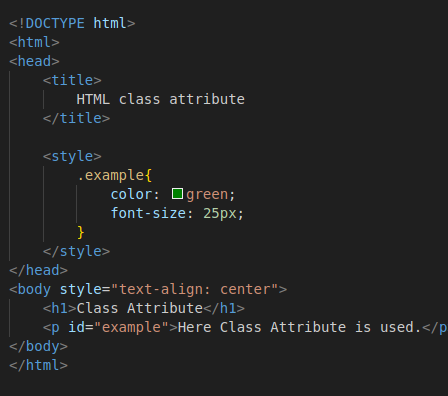 <!DOCTYPE html>
<html>
<head>
    <title>
        HTML class attribute
    </title>

    <style>
        .example{
            color: green;
            font-size: 25px;
        }
    </style>
</head>
<body style="text-align: center">
    <h1>Class Attribute</h1>
    <p id="example">Here Class Attribute is used.</p
</body>
</html>